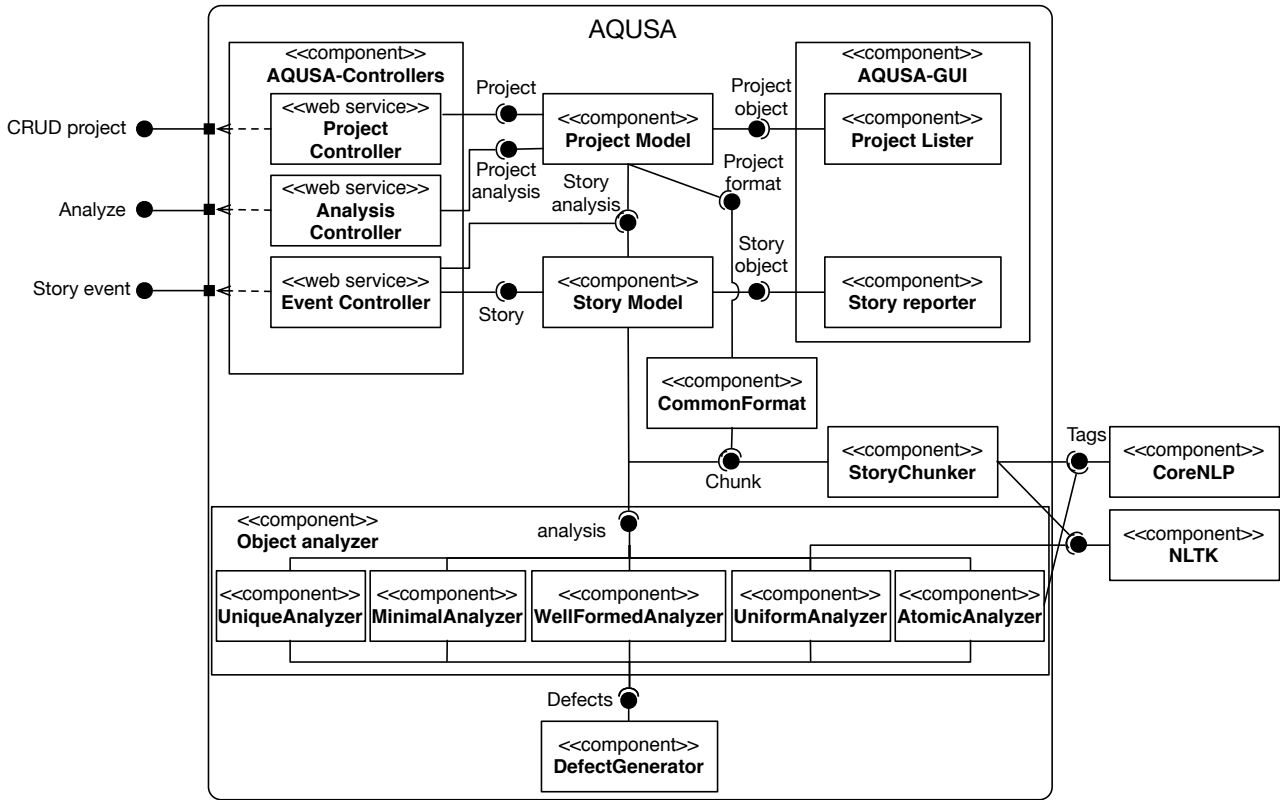 AQUSA
<<component>>
AQUSA-Controllers
<<web service>>
Project
Controller
<<web service>>
Analysis
Controller
<<web service>>
Event Controller
CRUD project
Analyze
Story event
Project
Project
analysis
Story
analysis
Story
<<component>>
Project Model
<<component>>
Story Model
Project
object
Project
format
Story
object
<<component>>
AQUSA-GUI
<<component>>
Project Lister
<<component>>
Story reporter
<<component>>
CommonFormat
Chunk
<<component>>
StoryChunker
Tags
<<component>>
CoreNLP
<<component>>
NLTK
<<component>>
Object analyzer
analysis
<<component>>
UniqueAnalyzer
<<component>>
MinimalAnalyzer
<<component>>
WellFormedAnalyzer
<<component>>
UniformAnalyzer
<<component>>
AtomicAnalyzer
Defects
<<component>>
DefectGenerator